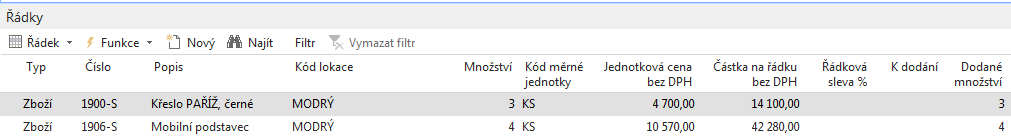 Řádky
Řádek Funkce Nový Najít Filtr Vymazat filtr
Typ Číslo Popis Kód lokace Množství Kód měrné jednotky Jednotková cena bez DPH Částka na řádku bez DPH Řádková sleva % K dodání Dodané množství
Zboží 1900-S Křeslo PAŘÍŽ, černé MODRÝ 3 KS 4 700,00 14 100,00 3
Zboží 1906-S Mobilní podstavec MODRÝ 4 KS 10 570,00 42 280,00 4